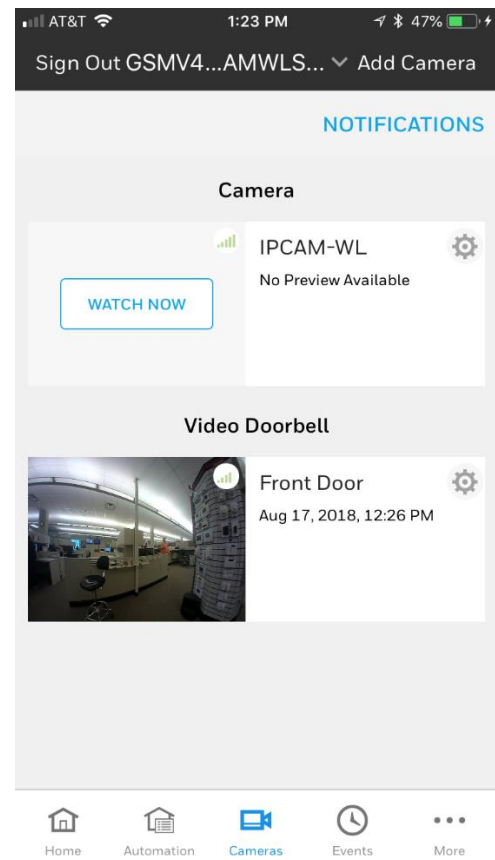 AT&T 1:23 PM 47%
Sign Out GSMV4...AMWLS... Add Camera
NOTIFICATIONS
Camera
IPCAM-WL
No Preview Available
WATCH NOW
Video Doorbell
Front Door
Aug 17, 2018, 12:26 PM
Home Automation Cameras Events More